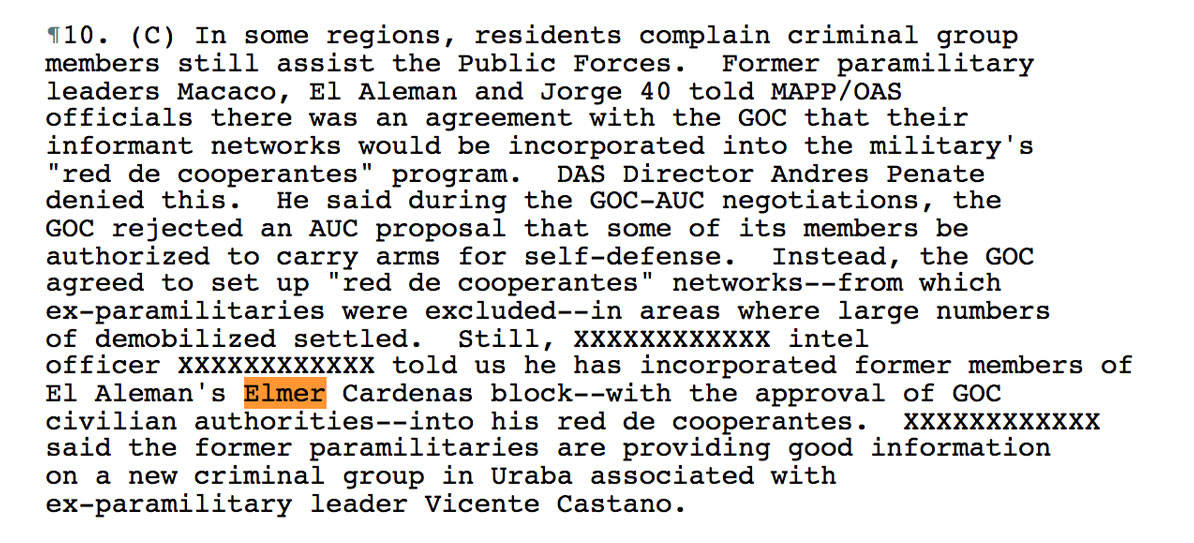 ¶10. (C) In some regions, residents complain criminal group
members still assist the Public Forces.  Former paramilitary
leaders Macaco, El Aleman and Jorge 40 told MAPP/OAS
officials there was an agreement with the GOC that their
informant networks would be incorporated into the military's
"red de cooperantes" program.  DAS Director Andres Penate
denied this.  He said during the GOC-AUC negotiations, the
GOC rejected an AUC proposal that some of its members be
authorized to carry arms for self-defense.  Instead, the GOC
agreed to set up "red de cooperantes" networks--from which
ex-paramilitaries were excluded--in areas where large numbers
of demobilized settled.  Still, XXXXXXXXXXXX intel
officer XXXXXXXXXXXX told us he has incorporated former members of
El Aleman's Elmer Cardenas block--with the approval of GOC
civilian authorities--into his red de cooperantes.  XXXXXXXXXXXX
said the former paramilitaries are providing good information
on a new criminal group in Uraba associated with
ex-paramilitary leader Vicente Castano.